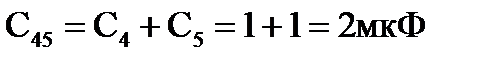 C₄₅ = C₄ + C₅ = 1 + 1 = 2мкФ